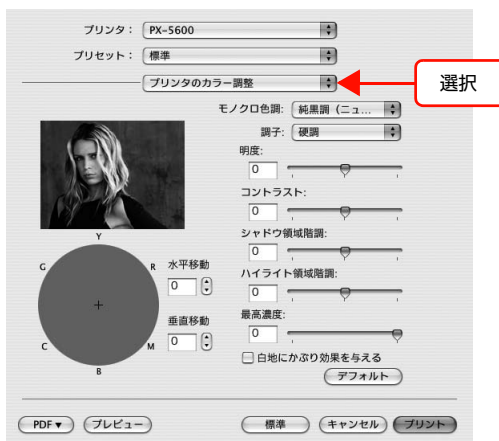 プリンタ： PX-5600
プリセット： 標準
プリンタのカラー調整
選択
モノクロ色調： 純黒調（ニュ...
調子： 硬調
明度：
0
コントラスト：
0
シャドウ領域階調：
0
ハイライト領域階調：
0
最高濃度：
0
白地にかぶり効果を与える
デフォルト
Y
G
R
C
M
B
水平移動
0
垂直移動
0
PDF▼
プレビュー
標準
キャンセル
プリント